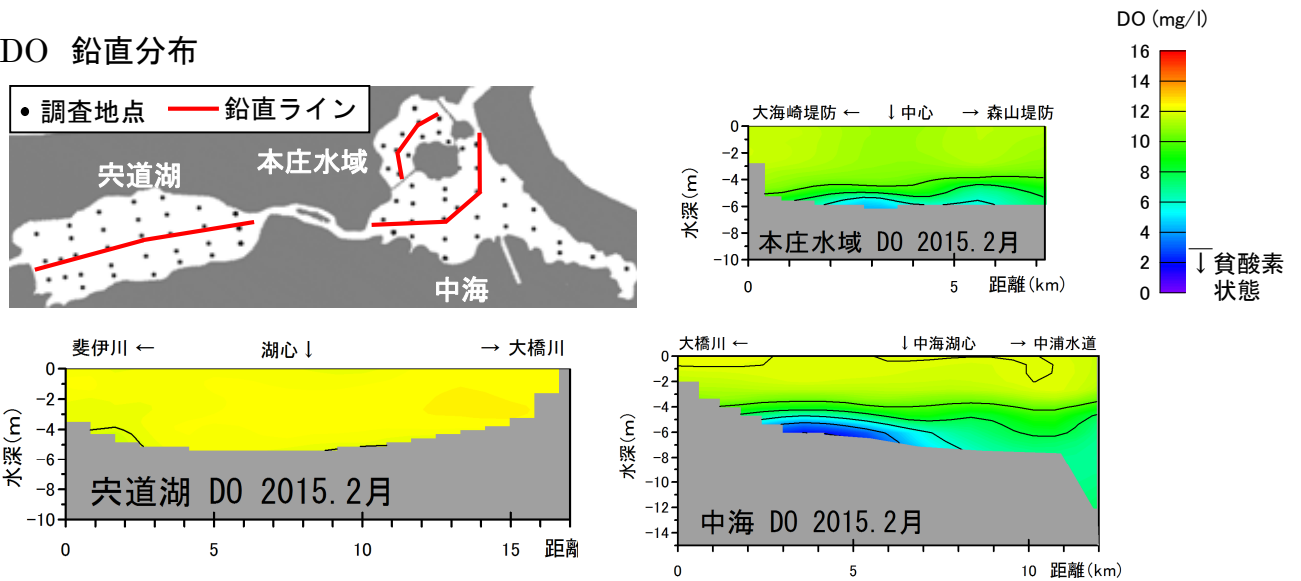 DO 鉛直分布
• 調査地点 鉛直ライン
宍道湖
本庄水域
中海
DO (mg/l)
16
14
12
10
8
6
4
2
0
↓貧酸素
状態
大海崎堤防 ← ↓中心 → 森山堤防
水深(m)
0
-2
-4
-6
-8
-10
本庄水域 DO 2015.2月
0 5 距離(km)
斐伊川 ← 湖心↓ → 大橋川
水深(m)
0
-2
-4
-6
-8
-10
宍道湖 DO 2015.2月
0 5 10 15 距離
大橋川 ← ↓中海湖心 → 中浦水道
水深(m)
0
-2
-4
-6
-8
-10
-12
-14
中海 DO 2015.2月
0 5 10 距離(km)